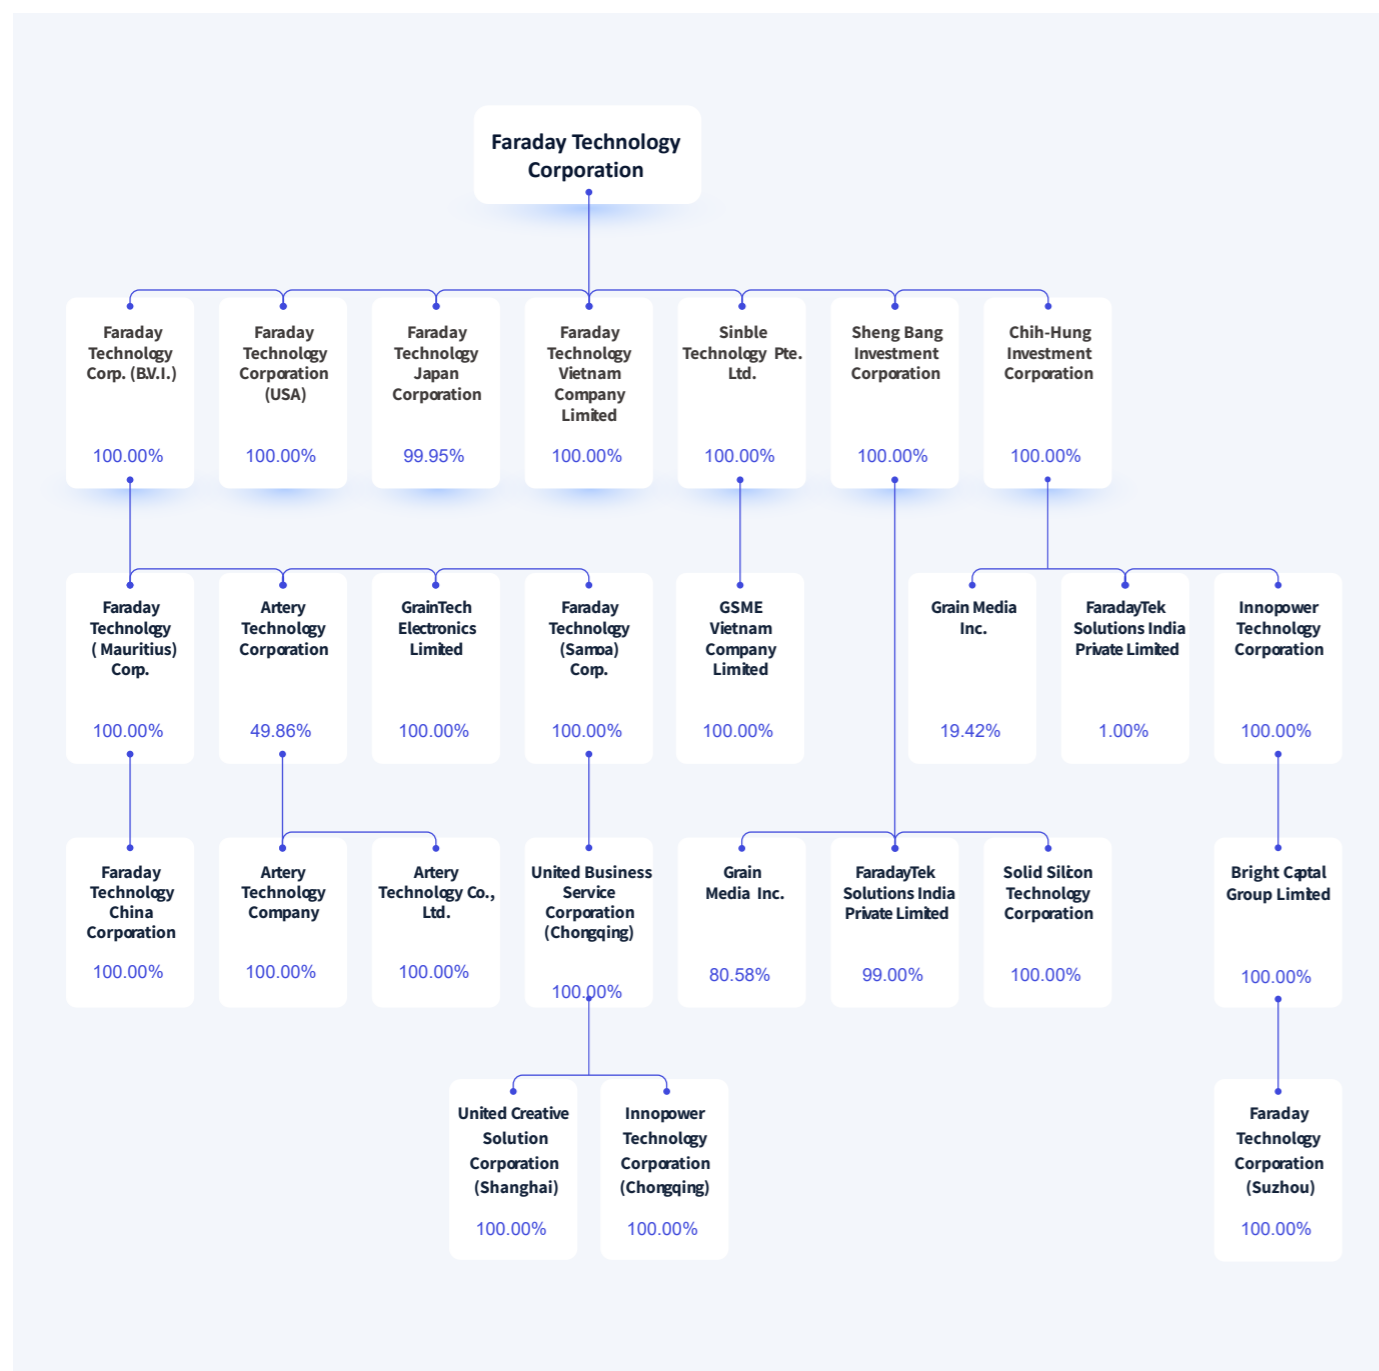 Faraday Technology
Corporation
Faraday
Technology
Corp. (B.V.I.)
100.00%
Faraday
Technology
Corporation
(USA)
100.00%
Faraday
Technology
Japan
Corporation
99.95%
Faraday
Technology
Vietnam
Company
Limited
100.00%
Sinble
Technology Pte.
Ltd.
100.00%
Sheng Bang
Investment
Corporation
100.00%
Chih-Hung
Investment
Corporation
100.00%
Faraday
Technology
( Mauritius)
Corp.
100.00%
Artery
Technology
Corporation
49.86%
GrainTech
Electronics
Limited
100.00%
Faraday
Technology
(Samoa)
Corp.
100.00%
GSME
Vietnam
Company
Limited
100.00%
Grain Media
Inc.
19.42%
FaradayTek
Solutions India
Private Limited
1.00%
Innopower
Technology
Corporation
100.00%
Faraday
Technology
China
Corporation
100.00%
Artery
Technology
Company
100.00%
Artery
Technology Co.,
Ltd.
100.00%
United Business
Service
Corporation
(Chongqing)
100.00%
Grain
Media Inc.
80.58%
FaradayTek
Solutions India
Private Limited
99.00%
Solid Silicon
Technology
Corporation
100.00%
Bright Captal
Group Limited
100.00%
United Creative
Solution
Corporation
(Shanghai)
100.00%
Innopower
Technology
Corporation
(Chongqing)
100.00%
Faraday
Technology
Corporation
(Suzhou)
100.00%